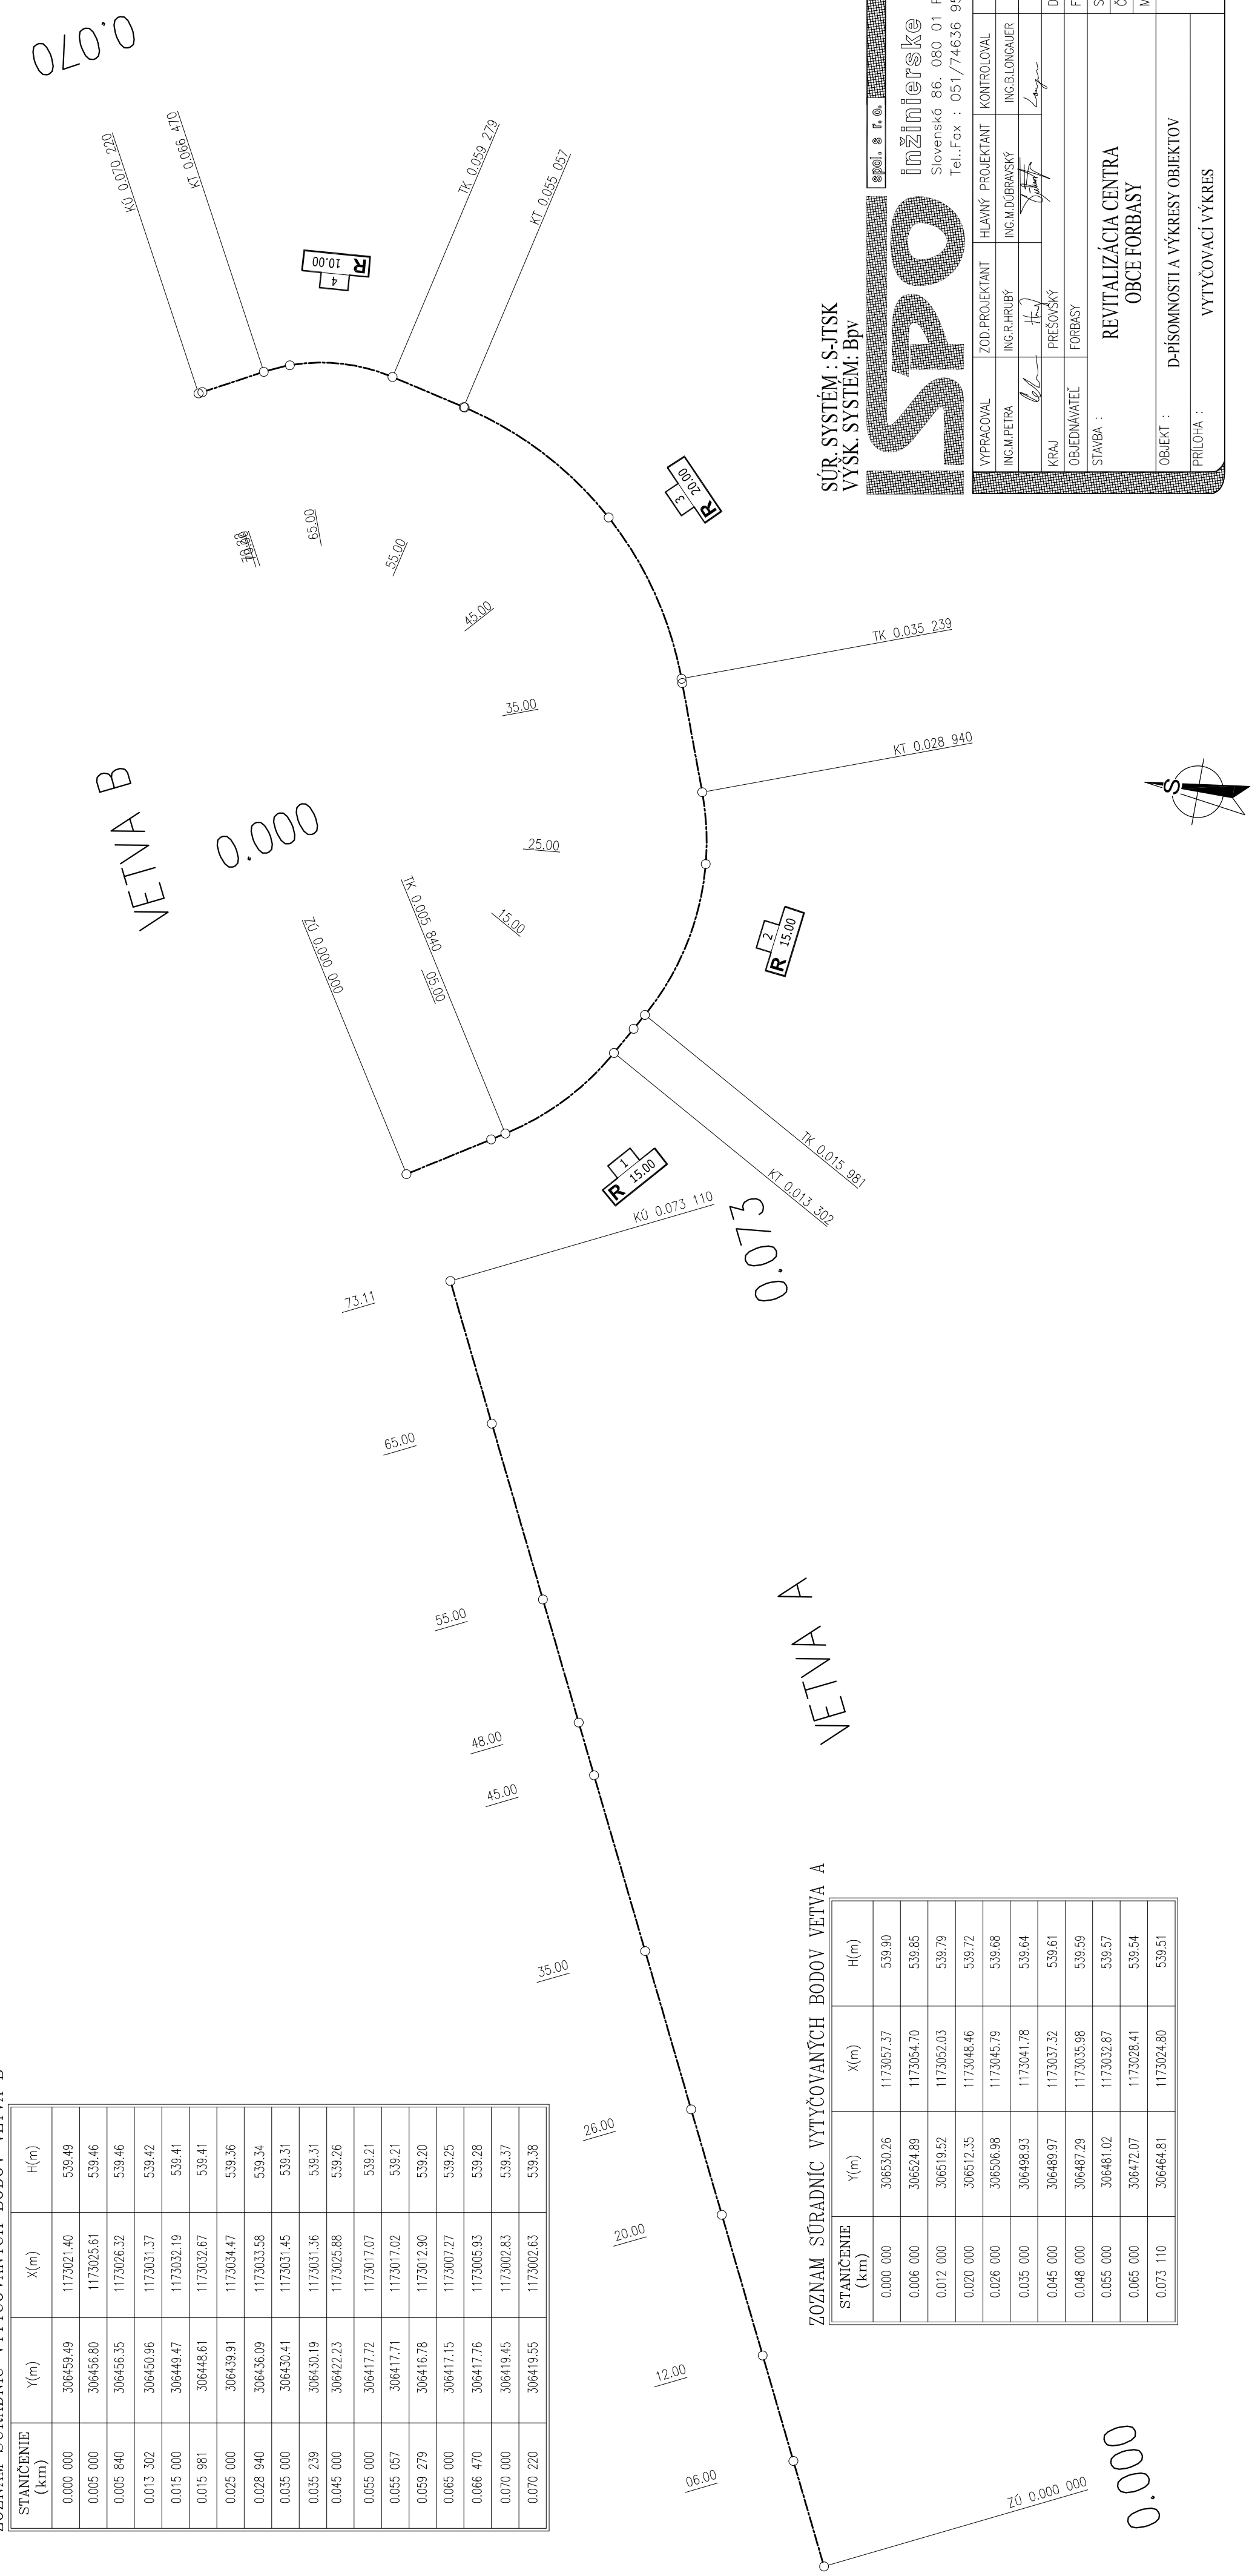 STANIČENIE (km) Y(m) X(m) H(m)
0.000 000 306459.49 1173021.40 539.49
0.005 000 306456.80 1173025.61 539.46
0.005 840 306456.35 1173026.32 539.46
0.013 302 306450.96 1173031.37 539.42
0.015 000 306449.47 1173032.19 539.41
0.015 981 306448.61 1173032.67 539.41
0.025 000 306439.91 1173034.47 539.36
0.028 940 306436.09 1173033.58 539.34
0.035 000 306430.41 1173031.45 539.31
0.035 239 306430.19 1173031.36 539.31
0.045 000 306422.23 1173025.88 539.26
0.055 000 306417.72 1173017.07 539.21
0.055 057 306417.71 1173017.02 539.21
0.059 279 306416.78 1173012.90 539.20
0.065 000 306417.15 1173007.27 539.25
0.066 470 306417.76 1173005.93 539.28
0.070 000 306419.45 1173002.83 539.37
0.070 220 306419.55 1173002.63 539.38
VETVA B
0.000
0.070
ZÚ 0.000 000
TK 0.005 840
KT 0.013 302
TK 0.015 981
KT 0.028 940
TK 0.035 239
KT 0.055 057
TK 0.059 279
KT 0.066 470
KÚ 0.070 220
05.00
15.00
25.00
35.00
45.00
55.00
65.00
1
R 15.00
2
R 15.00
3
R 20.00
4
R 10.00
VETVA A
0.000
0.073
ZÚ 0.000 000
KÚ 0.073 110
06.00
12.00
20.00
26.00
35.00
45.00
48.00
55.00
65.00
73.11
ZOZNAM SÚRADNÍC VYTYČOVANÝCH BODOV VETVA A
STANIČENIE (km) Y(m) X(m) H(m)
0.000 000 306530.26 1173057.37 539.90
0.006 000 306524.89 1173054.70 539.85
0.012 000 306519.52 1173052.03 539.79
0.020 000 306512.35 1173048.46 539.72
0.026 000 306506.98 1173045.79 539.68
0.035 000 306498.93 1173041.78 539.64
0.045 000 306489.97 1173037.32 539.61
0.048 000 306487.29 1173035.98 539.59
0.055 000 306481.02 1173032.87 539.57
0.065 000 306472.07 1173028.41 539.54
0.073 110 306464.81 1173024.80 539.51
S
SÚR. SYSTÉM : S-JTSK
VÝŠK. SYSTÉM: Bpv
ISPO
spol. s r. o.
inžinierske
Slovenská 86. 080 01
Tel.Fax : 051/74636
VYPRACOVAL ZOD.PROJEKTANT HLAVNÝ PROJEKTANT KONTROLOVAL
ING.M.PETRA ING.R.HRUBÝ ING.M.DÚBRAVSKÝ ING.B.LONGAUER
KRAJ PREŠOVSKÝ
OBJEDNÁVATEĽ FORBASY
STAVBA :
REVITALIZÁCIA CENTRA
OBCE FORBASY
OBJEKT :
D-PÍSOMNOSTI A VÝKRESY OBJEKTOV
PRÍLOHA :
VYTYČOVACÍ VÝKRES